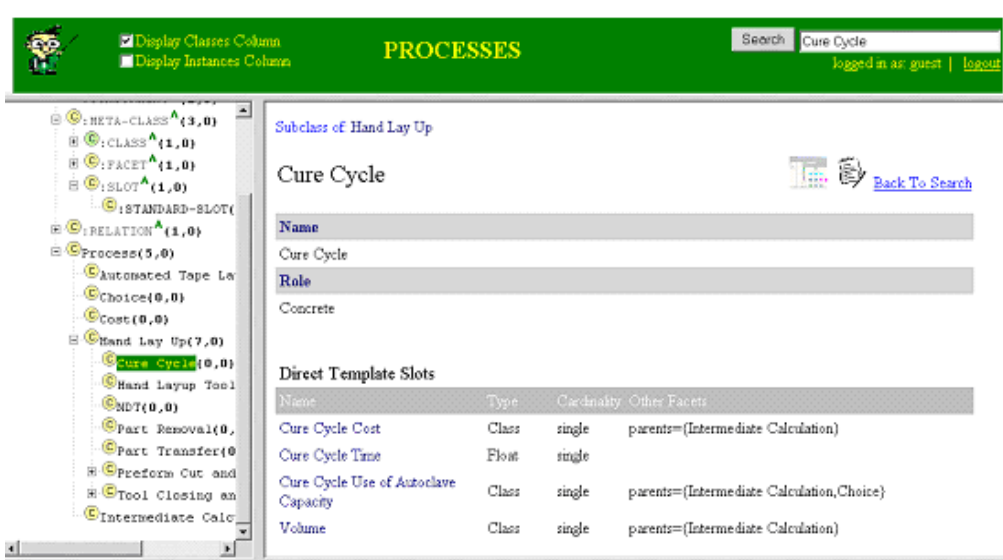 Display Classes Column
Display Instances Column
PROCESSES
Search
Cure Cycle
logged in as: guest | logout
:META-CLASS^A(3,0)
:CLASS^A(1,0)
:FACET^A(1,0)
:SLOT^A(1,0)
:STANDARD-SLOT(
:RELATION^A(1,0)
Process(5,0)
Automated Tape La
Choice(0,0)
Cost(0,0)
Hand Lay Up(7,0)
Cure Cycle(0,0)
Hand Layup Tool
NDT(0,0)
Part Removal(0,
Part Transfer(0
Preform Cut and
Tool Closing an
Intermediate Calc
Subclass of: Hand Lay Up
Cure Cycle
Back To Search
Name
Cure Cycle
Role
Concrete
Direct Template Slots
Name Type Cardinality Other Facets
Cure Cycle Cost Class single parents=(Intermediate Calculation)
Cure Cycle Time Float single
Cure Cycle Use of Autoclave
Capacity Class single parents=(Intermediate Calculation,Choice)
Volume Class single parents=(Intermediate Calculation)